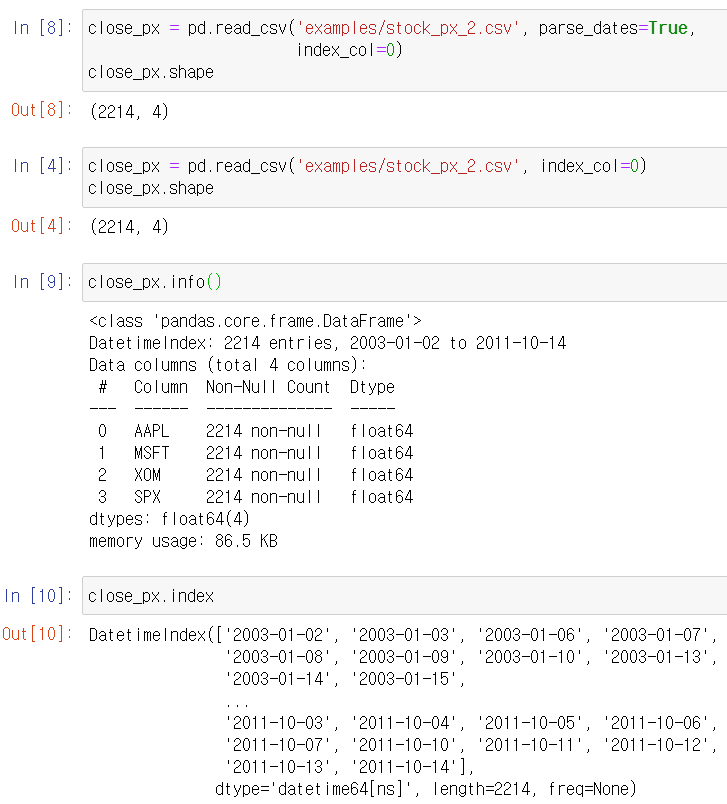 In [8]: close_px = pd.read_csv('examples/stock_px_2.csv', parse_dates=True,
                       index_col=0)
close_px.shape
Out[8]: (2214, 4)
In [4]: close_px = pd.read_csv('examples/stock_px_2.csv', index_col=0)
close_px.shape
Out[4]: (2214, 4)
In [9]: close_px.info()
<class 'pandas.core.frame.DataFrame'>
DatetimeIndex: 2214 entries, 2003-01-02 to 2011-10-14
Data columns (total 4 columns):
 #   Column  Non-Null Count  Dtype
---  ------  --------------  -----
 0   AAPL    2214 non-null   float64
 1   MSFT    2214 non-null   float64
 2   XOM     2214 non-null   float64
 3   SPX     2214 non-null   float64
dtypes: float64(4)
memory usage: 86.5 KB
In [10]: close_px.index
Out[10]: DatetimeIndex(['2003-01-02', '2003-01-03', '2003-01-06', '2003-01-07',
               '2003-01-08', '2003-01-09', '2003-01-10', '2003-01-13',
               '2003-01-14', '2003-01-15',
               ...
               '2011-10-03', '2011-10-04', '2011-10-05', '2011-10-06',
               '2011-10-07', '2011-10-10', '2011-10-11', '2011-10-12',
               '2011-10-13', '2011-10-14'],
              dtype='datetime64[ns]', length=2214, freq=None)